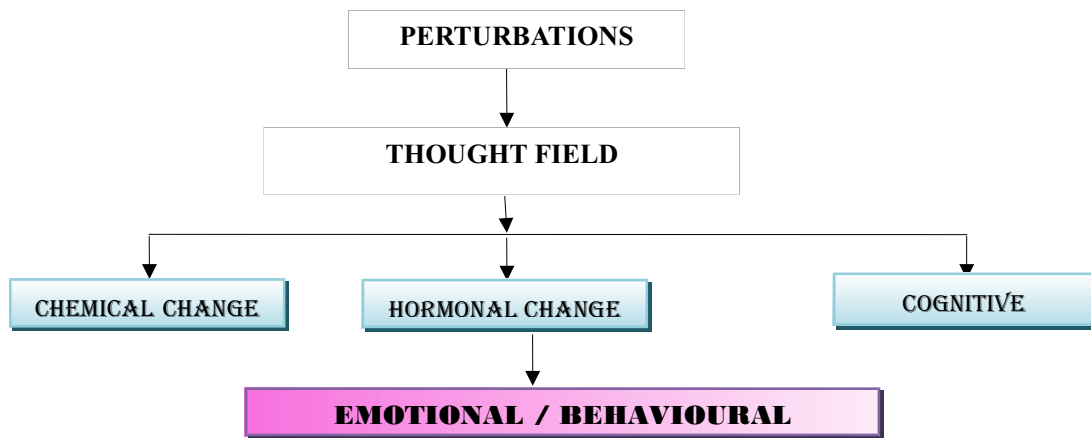 PERTURBATIONS
THOUGHT FIELD
CHEMICAL CHANGE
HORMONAL CHANGE
COGNITIVE
EMOTIONAL / BEHAVIOURAL